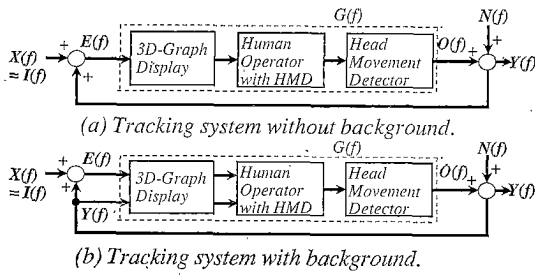 G(f)
N(f)
X(f)
= I(f)
+
E(f)
+
3D-Graph
Display
Human
Operator
with HMD
Head
Movement
Detector
O(f)
+
+
Y(f)
(a) Tracking system without background.
G(f)
N(f)
X(f)
= I(f)
+
E(f)
+
Y(f)
3D-Graph
Display
Human
Operator
with HMD
Head
Movement
Detector
O(f)
+
+
Y(f)
(b) Tracking system with background.